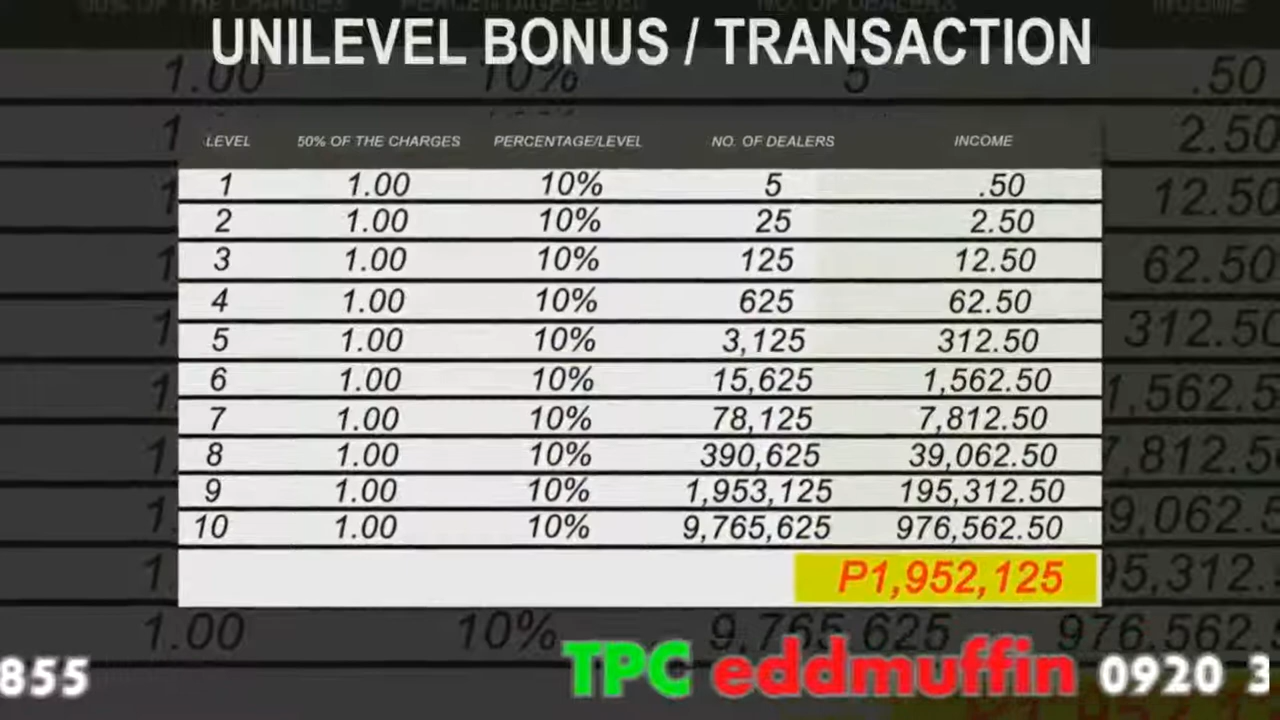 UNILEVEL BONUS / TRANSACTION
LEVEL 50% OF THE CHARGES PERCENTAGE/LEVEL NO. OF DEALERS INCOME
1 1.00 10% 5 .50
2 1.00 10% 25 2.50
3 1.00 10% 125 12.50
4 1.00 10% 625 62.50
5 1.00 10% 3,125 312.50
6 1.00 10% 15,625 1,562.50
7 1.00 10% 78,125 7,812.50
8 1.00 10% 390,625 39,062.50
9 1.00 10% 1,953,125 195,312.50
10 1.00 10% 9,765,625 976,562.50
P1,952,125
855 TPC eddmuffin 0920 3